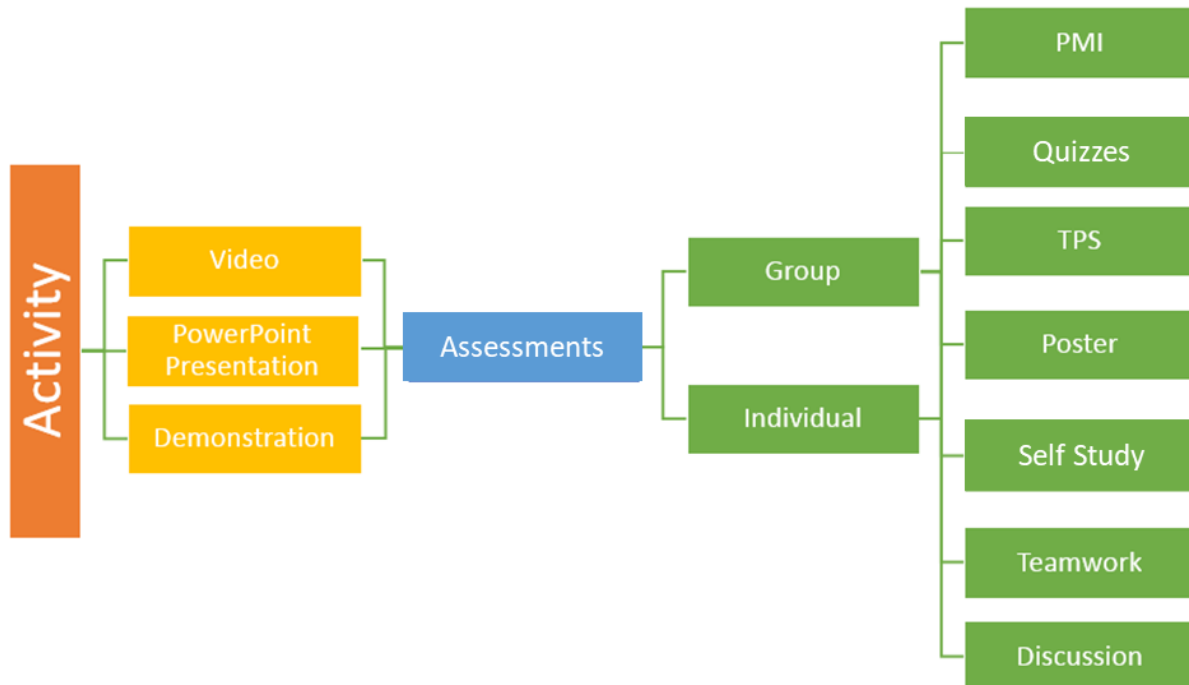 Activity
Video
PowerPoint
Presentation
Demonstration
Assessments
Group
Individual
PMI
Quizzes
TPS
Poster
Self Study
Teamwork
Discussion